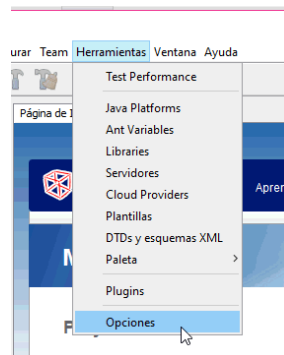 urar Team Herramientas Ventana Ayuda
Test Performance
Página de I
Java Platforms
Ant Variables
Libraries
Servidores
Cloud Providers
Apren
Plantillas
DTDs y esquemas XML
Paleta
Plugins
Opciones